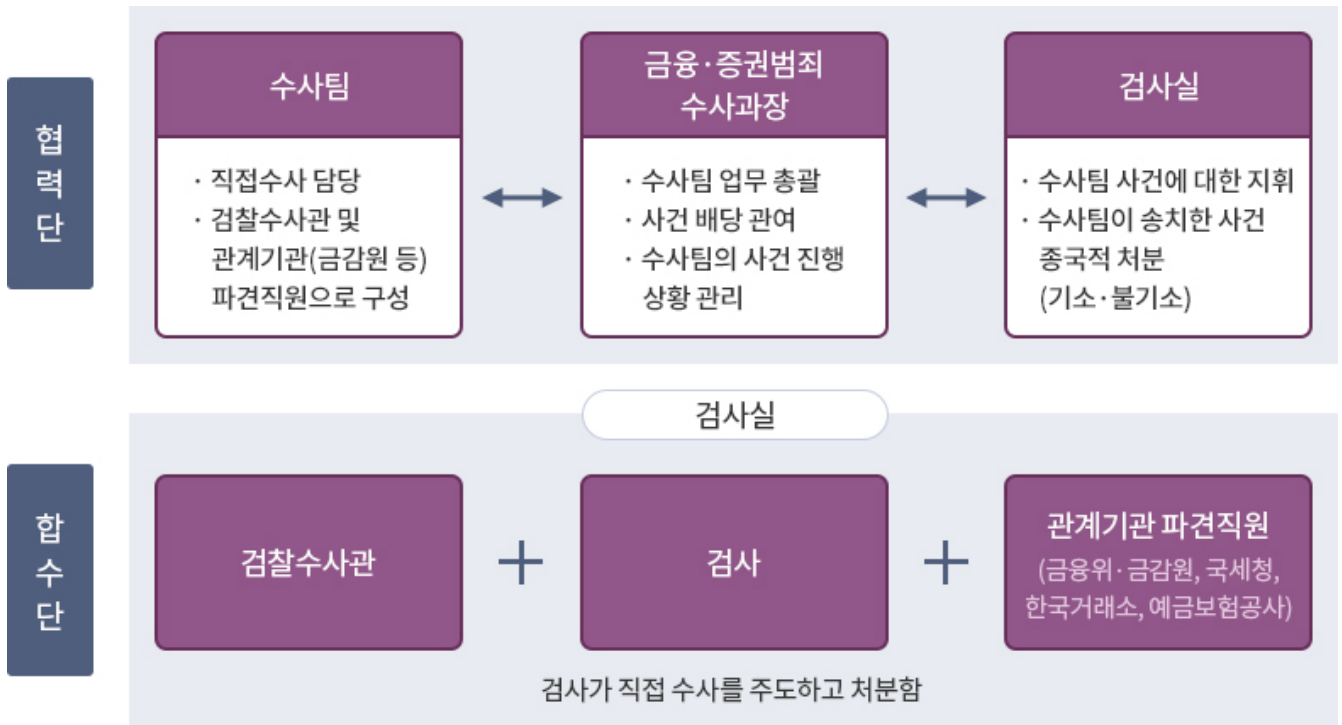 협력단
수사팀
· 직접수사 담당
· 검찰수사관 및
관계기관(금감원 등)
파견직원으로 구성
금융·증권범죄
수사과장
· 수사팀 업무 총괄
· 사건 배당 관여
· 수사팀의 사건 진행
상황 관리
검사실
· 수사팀 사건에 대한 지휘
· 수사팀이 송치한 사건
종국적 처분
(기소·불기소)
합수단
검사실
검찰수사관
+
검사
+
관계기관 파견직원
(금융위·금감원, 국세청,
한국거래소, 예금보험공사)
검사가 직접 수사를 주도하고 처분함